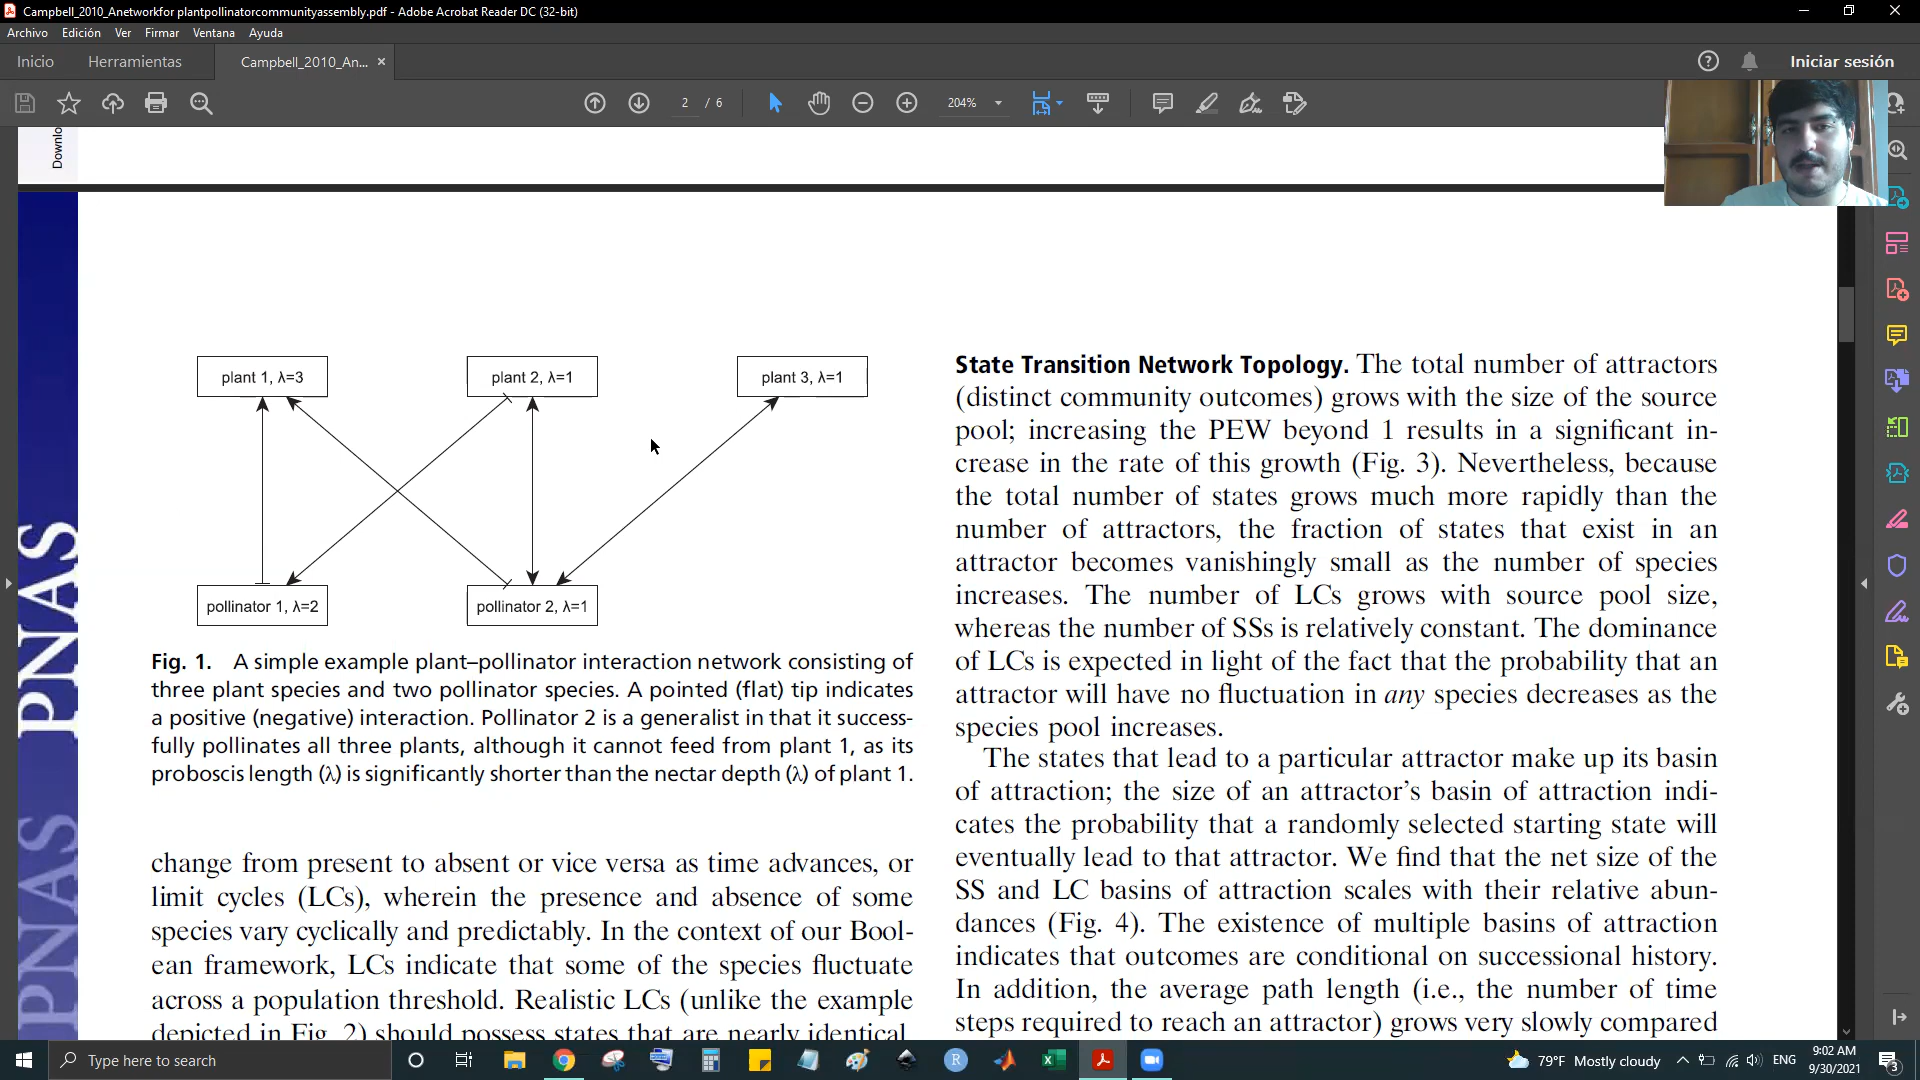 Campbell_2010_Anetworkfor plantpollinatorcommunityassembly.pdf - Adobe Acrobat Reader DC (32-bit)
Archivo Edición Ver Firmar Ventana Ayuda
Inicio Herramientas Campbell_2010_An... × Iniciar sesión
2 / 6 204%
Downlo
PNAS
PNAS
plant 1, λ=3
plant 2, λ=1
plant 3, λ=1
pollinator 1, λ=2
pollinator 2, λ=1
Fig. 1. A simple example plant–pollinator interaction network consisting of
three plant species and two pollinator species. A pointed (flat) tip indicates
a positive (negative) interaction. Pollinator 2 is a generalist in that it success-
fully pollinates all three plants, although it cannot feed from plant 1, as its
proboscis length (λ) is significantly shorter than the nectar depth (λ) of plant 1.
change from present to absent or vice versa as time advances, or
limit cycles (LCs), wherein the presence and absence of some
species vary cyclically and predictably. In the context of our Bool-
ean framework, LCs indicate that some of the species fluctuate
across a population threshold. Realistic LCs (unlike the example
depicted in Fig. 2) should possess states that are nearly identical,
State Transition Network Topology. The total number of attractors
(distinct community outcomes) grows with the size of the source
pool; increasing the PEW beyond 1 results in a significant in-
crease in the rate of this growth (Fig. 3). Nevertheless, because
the total number of states grows much more rapidly than the
number of attractors, the fraction of states that exist in an
attractor becomes vanishingly small as the number of species
increases. The number of LCs grows with source pool size,
whereas the number of SSs is relatively constant. The dominance
of LCs is expected in light of the fact that the probability that an
attractor will have no fluctuation in any species decreases as the
species pool increases.
The states that lead to a particular attractor make up its basin
of attraction; the size of an attractor's basin of attraction indi-
cates the probability that a randomly selected starting state will
eventually lead to that attractor. We find that the net size of the
SS and LC basins of attraction scales with their relative abun-
dances (Fig. 4). The existence of multiple basins of attraction
indicates that outcomes are conditional on successional history.
In addition, the average path length (i.e., the number of time
steps required to reach an attractor) grows very slowly compared
Type here to search
79°F Mostly cloudy ENG
9:02 AM
9/30/2021
3